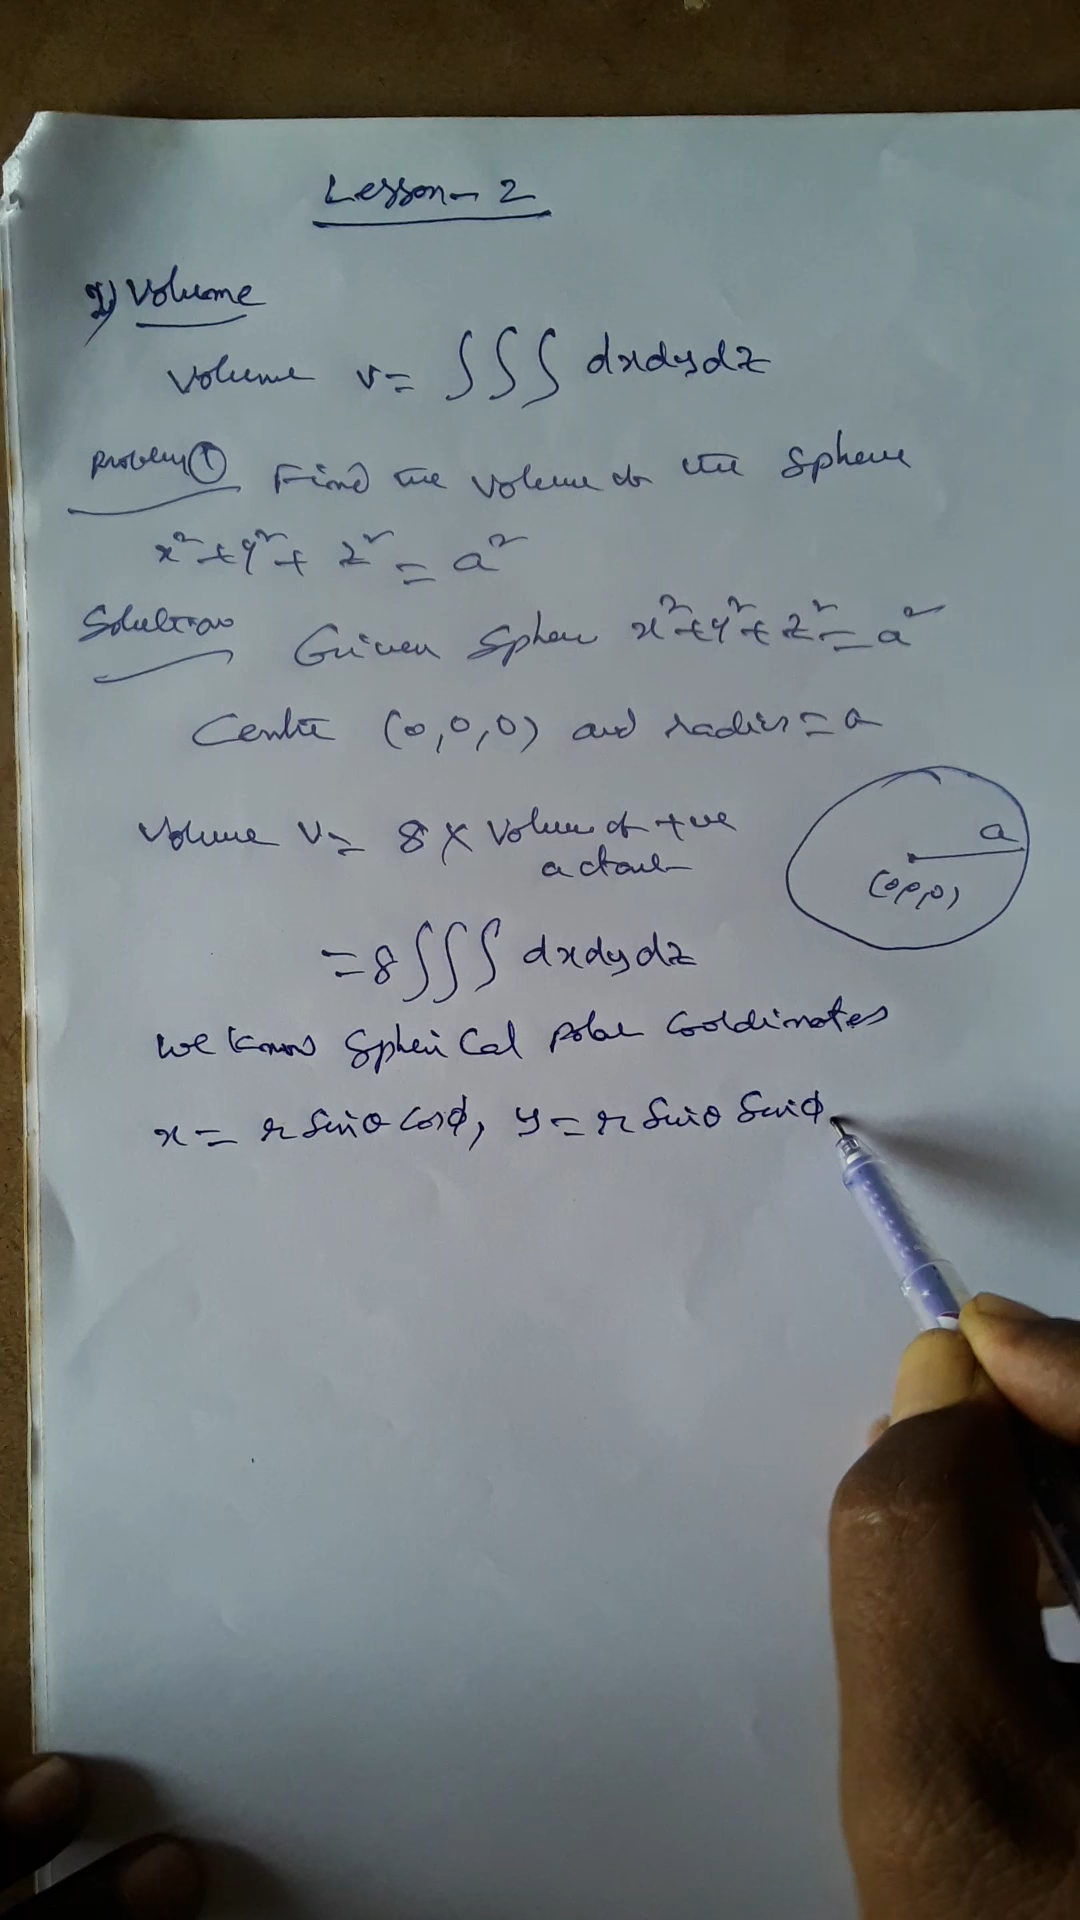 Lesson-2
1) Volume
Volume V = ∫∫∫ dxdydz
Problem① Find the volume of the Sphere
x²+y²+z² = a²
Solution Given Sphere x²+y²+z² = a²
Centre (0,0,0) and radius = a
Volume V = 8 × Volume of +ve
octant
a
(0,0,0)
= 8∫∫∫ dxdydz
we know Spherical polar Coordinates
x = r Sinθ Cosϕ, y = r Sinθ Sinϕ